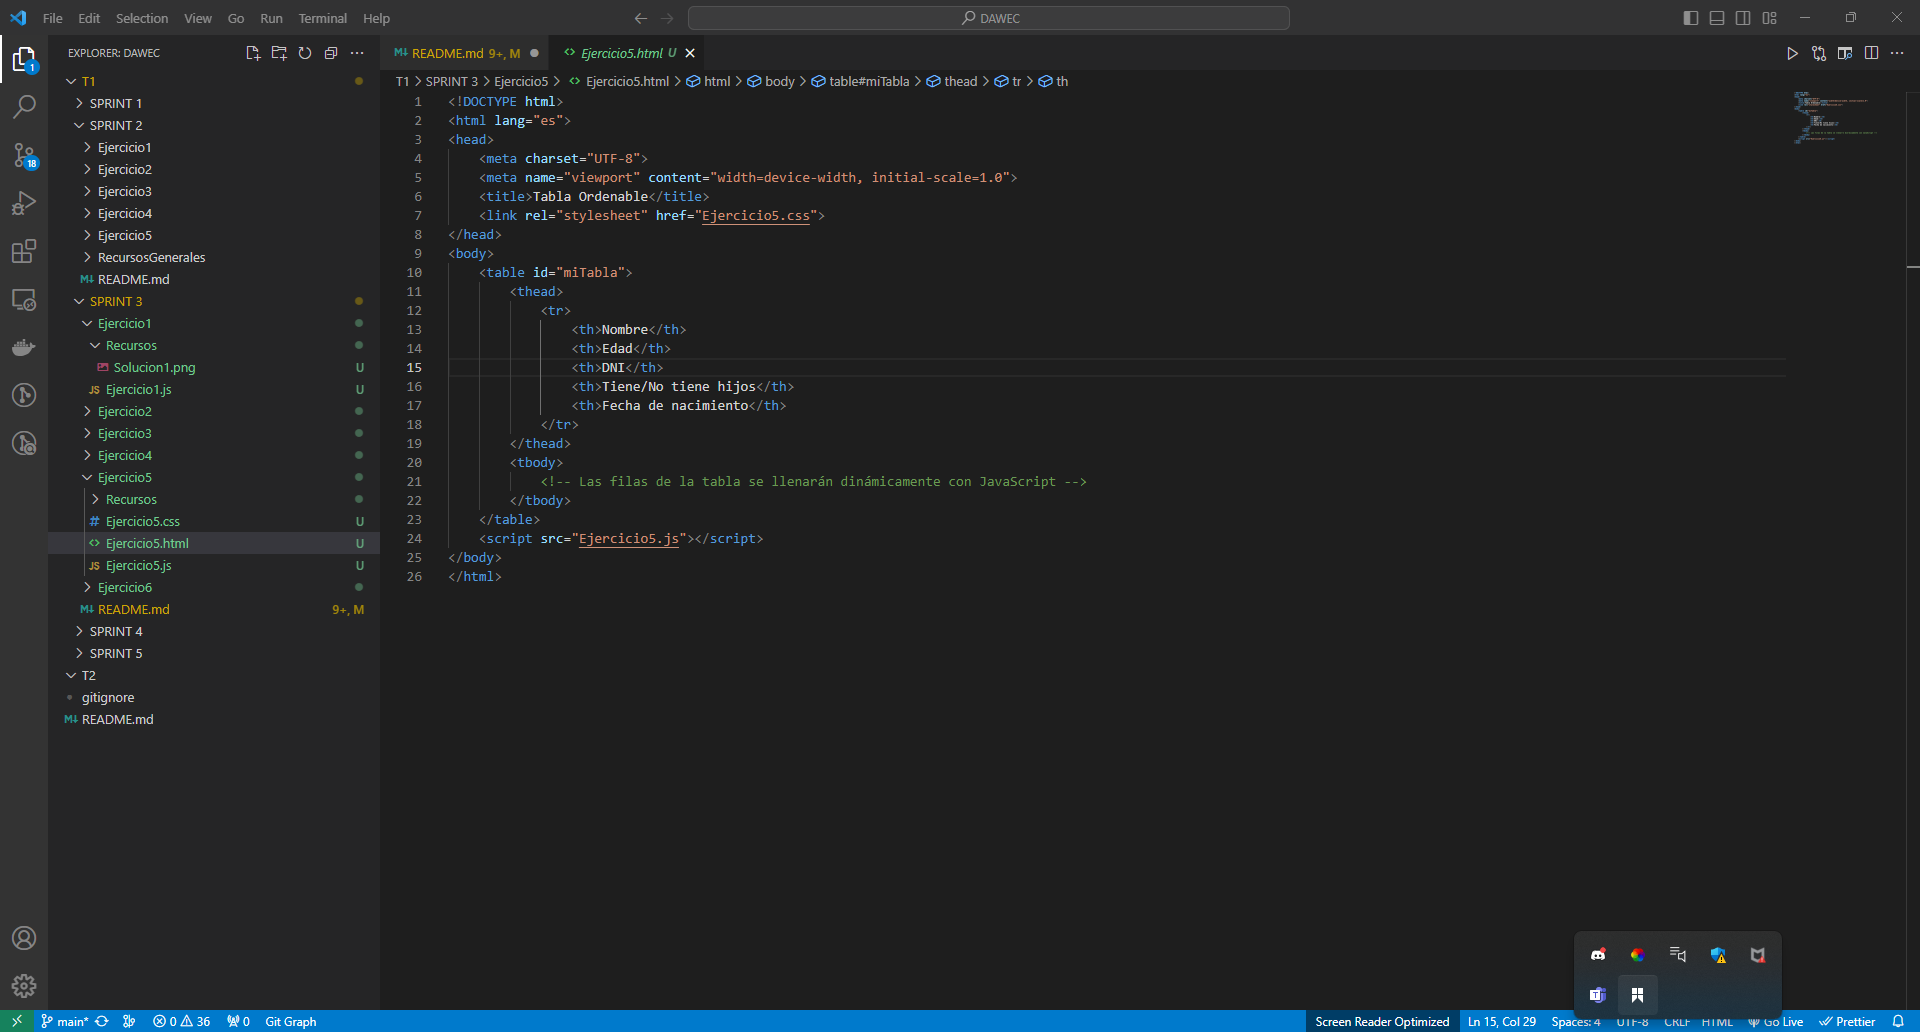 File Edit Selection View Go Run Terminal Help
DAWEC
EXPLORER: DAWEC
T1
SPRINT 1
SPRINT 2
Ejercicio1
Ejercicio2
Ejercicio3
Ejercicio4
Ejercicio5
RecursosGenerales
README.md
SPRINT 3
Ejercicio1
Recursos
Solucion1.png U
JS Ejercicio1.js U
Ejercicio2
Ejercicio3
Ejercicio4
Ejercicio5
Recursos
# Ejercicio5.css U
<> Ejercicio5.html U
JS Ejercicio5.js U
Ejercicio6
README.md 9+, M
SPRINT 4
SPRINT 5
T2
gitignore
README.md
1
18
README.md 9+, M
<> Ejercicio5.html U
T1 > SPRINT 3 > Ejercicio5 > <> Ejercicio5.html > html > body > table#miTabla > thead > tr > th
1 <!DOCTYPE html>
2 <html lang="es">
3 <head>
4 <meta charset="UTF-8">
5 <meta name="viewport" content="width=device-width, initial-scale=1.0">
6 <title>Tabla Ordenable</title>
7 <link rel="stylesheet" href="Ejercicio5.css">
8 </head>
9 <body>
10 <table id="miTabla">
11 <thead>
12 <tr>
13 <th>Nombre</th>
14 <th>Edad</th>
15 <th>DNI</th>
16 <th>Tiene/No tiene hijos</th>
17 <th>Fecha de nacimiento</th>
18 </tr>
19 </thead>
20 <tbody>
21 <!-- Las filas de la tabla se llenarán dinámicamente con JavaScript -->
22 </tbody>
23 </table>
24 <script src="Ejercicio5.js"></script>
25 </body>
26 </html>
main* 0 36 0 Git Graph
Screen Reader Optimized Ln 15, Col 29 Spaces: 4 UTF-8 CRLF HTML Go Live Prettier